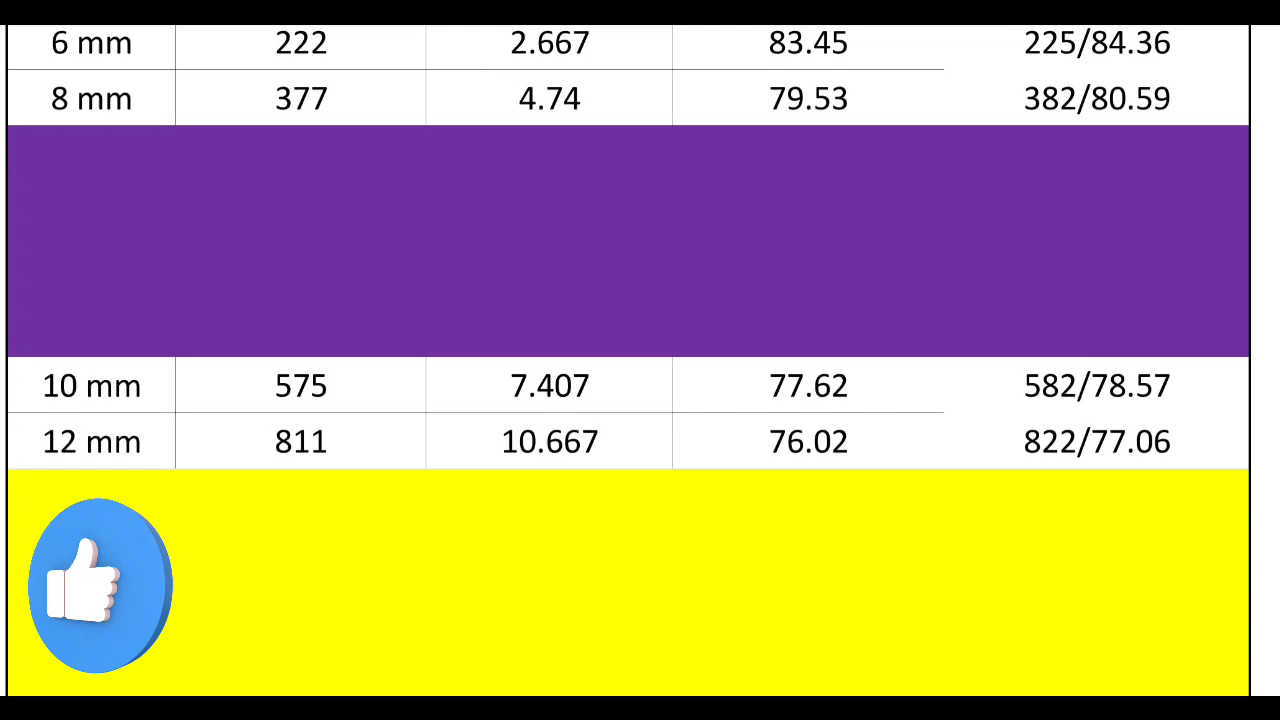 6 mm 222 2.667 83.45 225/84.36
8 mm 377 4.74 79.53 382/80.59
10 mm 575 7.407 77.62 582/78.57
12 mm 811 10.667 76.02 822/77.06